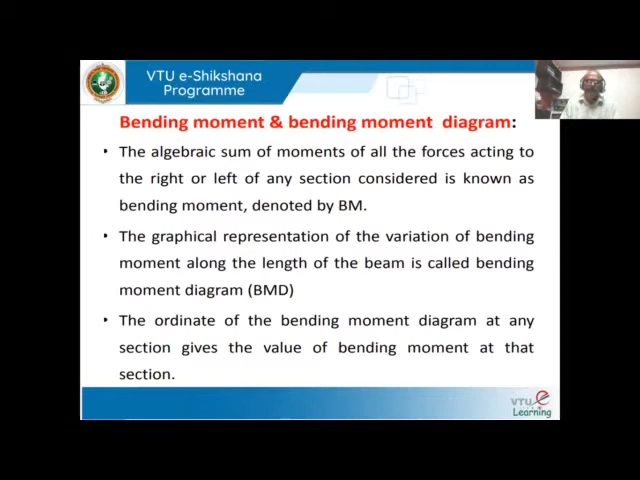 VTU e-Shikshana
Programme
Bending moment & bending moment diagram:
• The algebraic sum of moments of all the forces acting to
the right or left of any section considered is known as
bending moment, denoted by BM.
• The graphical representation of the variation of bending
moment along the length of the beam is called bending
moment diagram (BMD)
• The ordinate of the bending moment diagram at any
section gives the value of bending moment at that
section.
VTU e
Learning